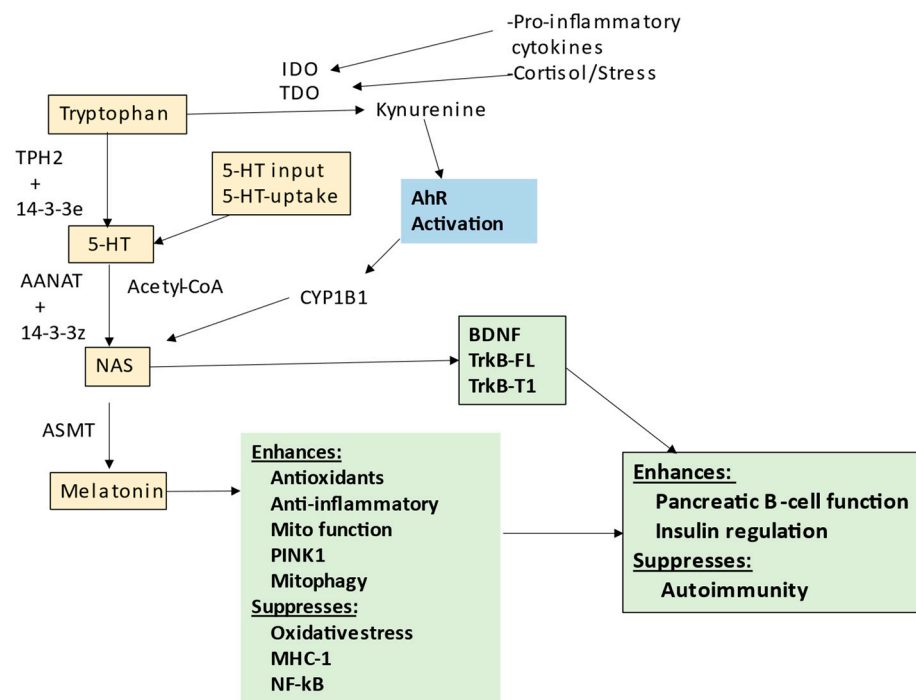 -Pro-inflammatory
cytokines
-Cortisol/Stress
IDO
TDO
Tryptophan
Kynurenine
TPH2
+
14-3-3e
5-HT input
5-HT-uptake
AhR
Activation
5-HT
AANAT
+
14-3-3z
Acetyl-CoA
CYP1B1
NAS
BDNF
TrkB-FL
TrkB-T1
ASMT
Melatonin
Enhances:
Antioxidants
Anti-inflammatory
Mito function
PINK1
Mitophagy
Suppresses:
Oxidativestress
MHC-1
NF-kB
Enhances:
Pancreatic B-cell function
Insulin regulation
Suppresses:
Autoimmunity